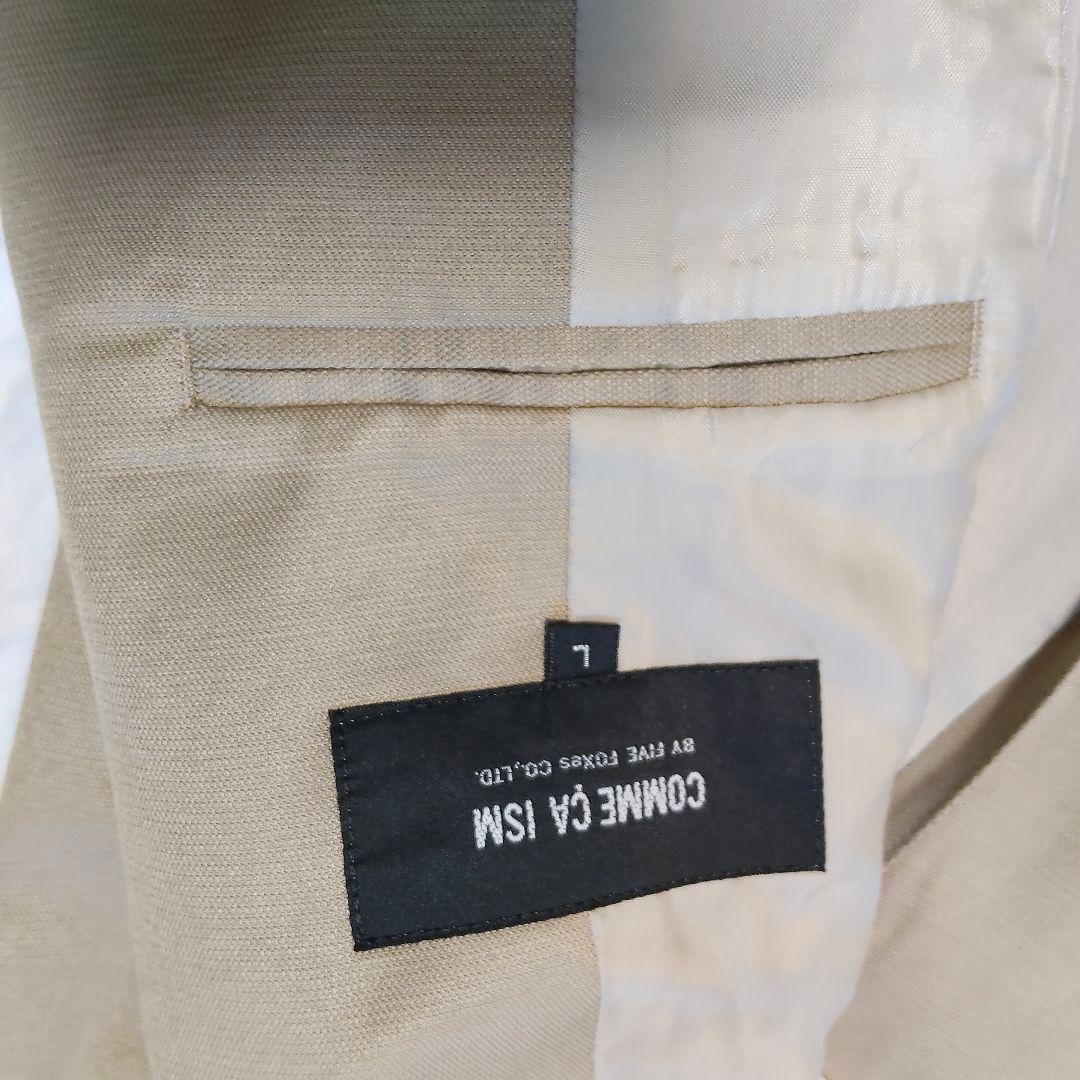 COMME ÇA ISM
BY FIVE FOXes CO.,LTD.
L